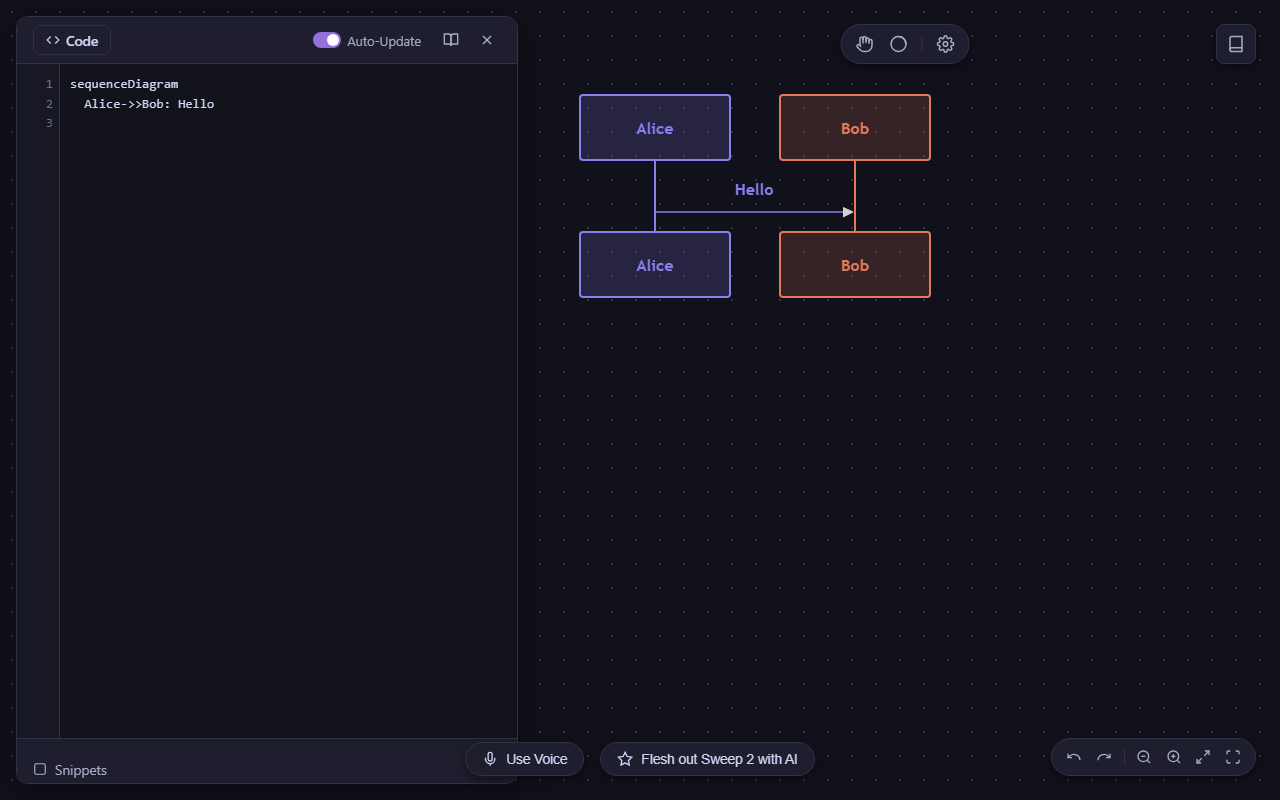 Code
Auto-Update
1 sequenceDiagram
2 Alice->>Bob: Hello
3
Alice
Bob
Hello
Alice
Bob
Snippets
Use Voice
Flesh out Sweep 2 with AI